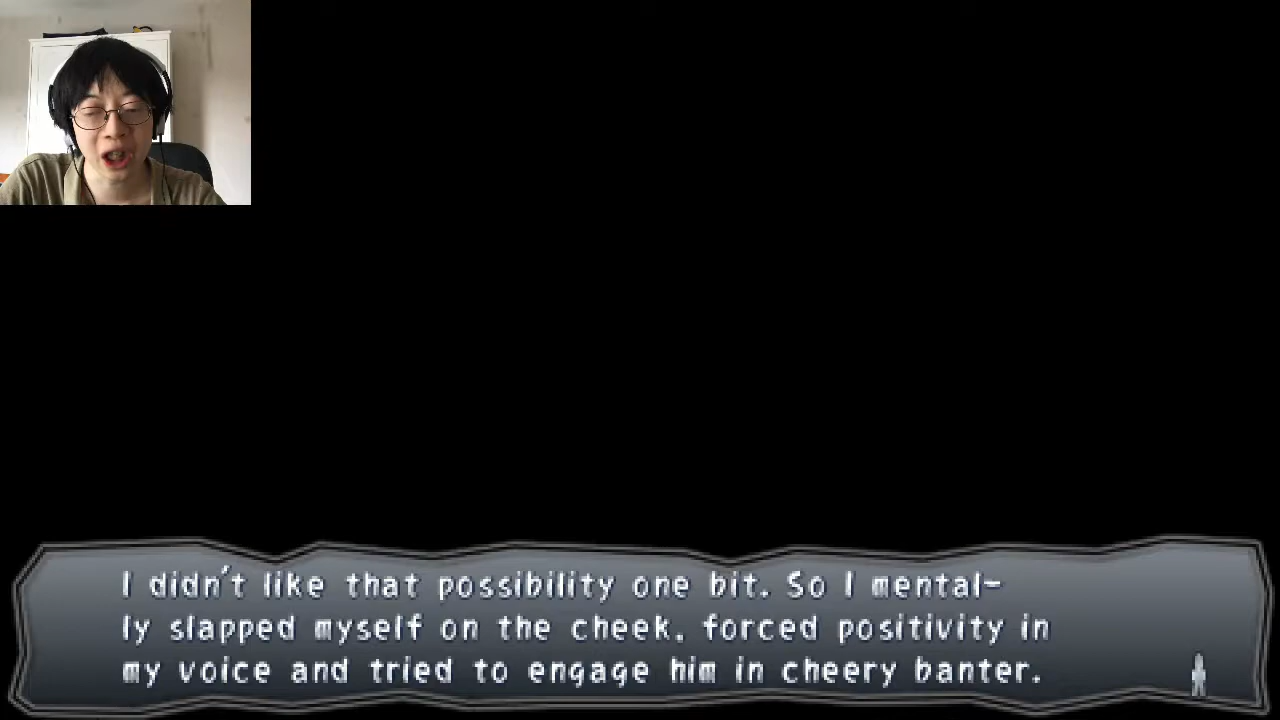 I didn't like that possibility one bit. So I mental-
ly slapped myself on the cheek, forced positivity in
my voice and tried to engage him in cheery banter.